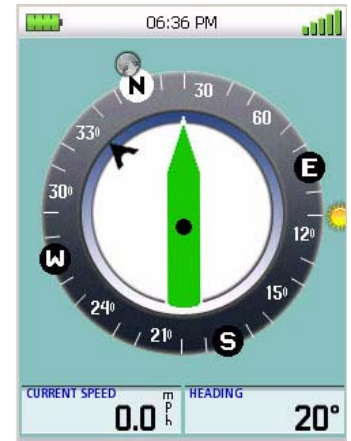 06:36 PM
N
30
60
E
120
150
S
210
240
W
300
330
CURRENT SPEED
0.0 mph
HEADING
20°